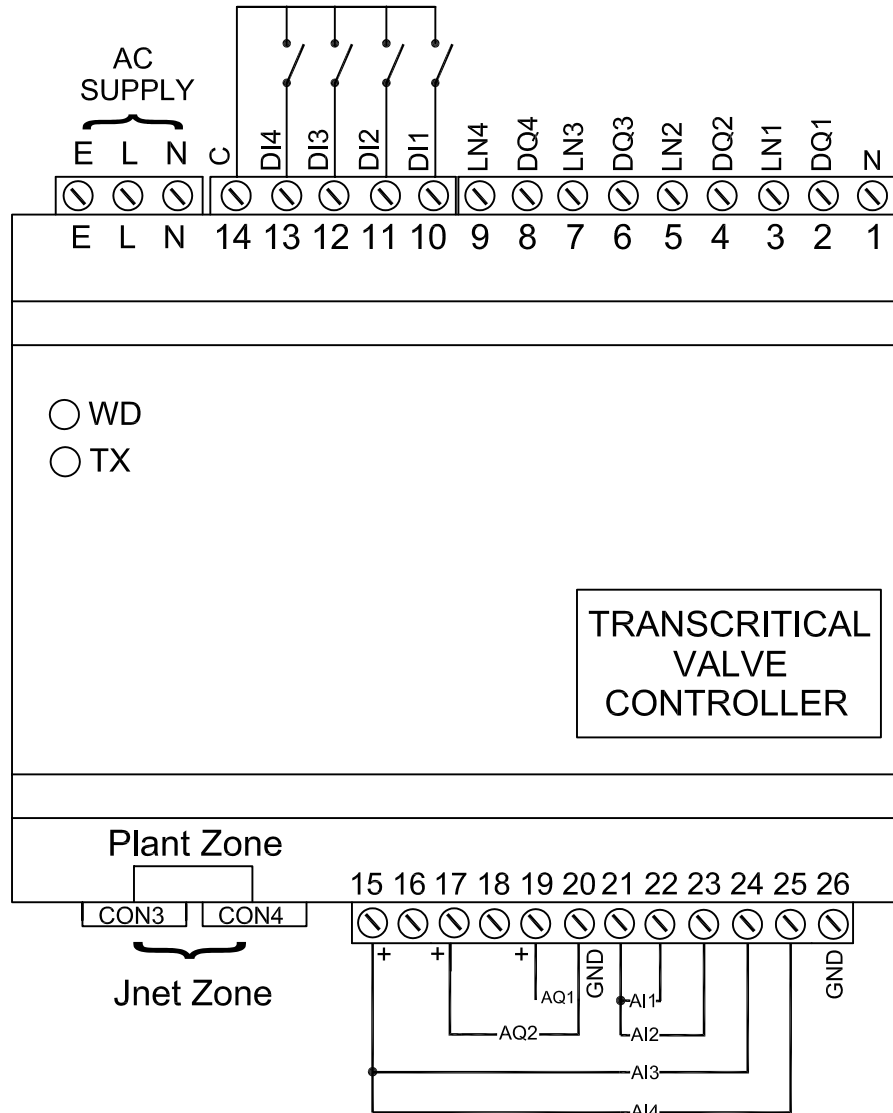 AC
SUPPLY
E L N
C DI4 DI3 DI2 DI1 LN4 DQ4 LN3 DQ3 LN2 DQ2 LN1 DQ1 N
E L N 14 13 12 11 10 9 8 7 6 5 4 3 2 1
WD
TX
TRANSCRITICAL
VALVE
CONTROLLER
Plant Zone
15 16 17 18 19 20 21 22 23 24 25 26
CON3 CON4
+ + + GND GND
Jnet Zone
AQ1 AI1
AQ2 AI2
AI3
AI4